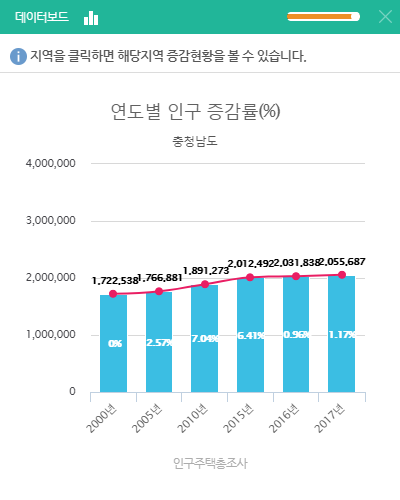 데이터보드
지역을 클릭하면 해당지역 증감현황을 볼 수 있습니다.
연도별 인구 증감률(%)
충청남도
4,000,000
3,000,000
2,000,000
1,000,000
0
1,722,538 1,766,881 1,891,273 2,012,492 2,031,838 2,055,687
0% 2.57% 7.04% 6.41% 0.96% 1.17%
2000년 2005년 2010년 2015년 2016년 2017년
인구주택총조사